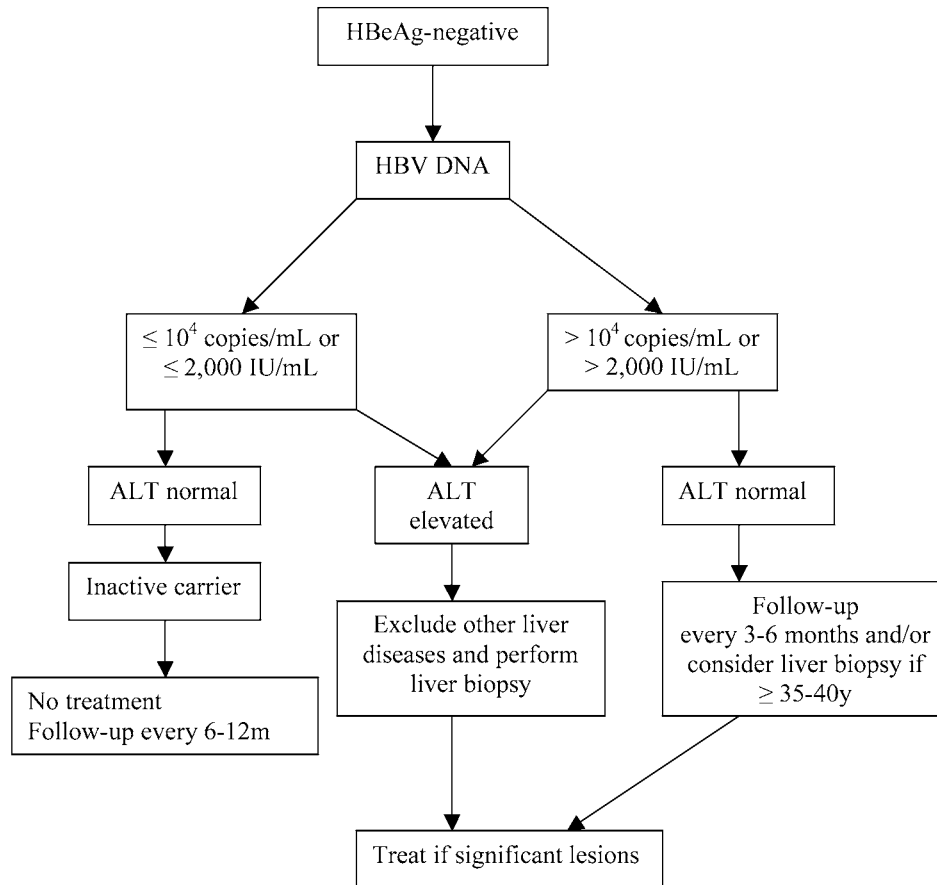 HBeAg-negative
HBV DNA
≤ 10⁴ copies/mL or
≤ 2,000 IU/mL
> 10⁴ copies/mL or
> 2,000 IU/mL
ALT normal
ALT
elevated
ALT normal
Inactive carrier
Exclude other liver
diseases and perform
liver biopsy
Follow-up
every 3-6 months and/or
consider liver biopsy if
≥ 35-40y
No treatment
Follow-up every 6-12m
Treat if significant lesions